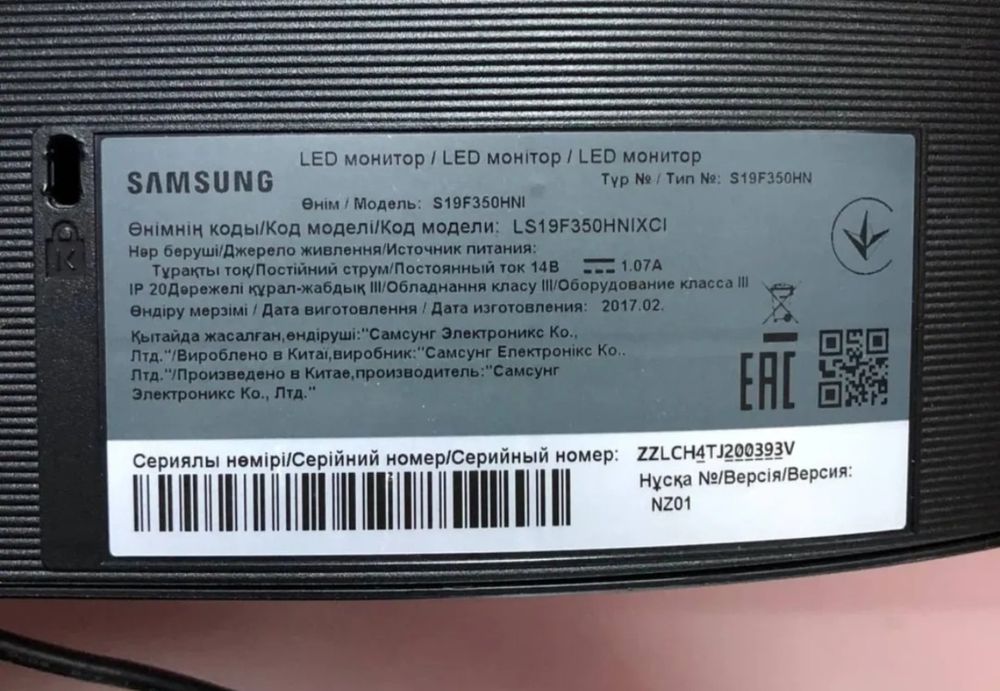 LED монитор / LED монітор / LED монитор
SAMSUNG
Түр № / Тип №: S19F350HN
Өнім / Модель: S19F350HNI
Өнімнің коды/Код моделі/Код модели: LS19F350HNIXCI
Нәр беруші/Джерело живлення/Источник питания:
Тұрақты тоқ/Постійний струм/Постоянный ток 14В ⎓ 1.07А
IP 20Дәрежелі құрал-жабдық III/Обладнання класу III/Оборудование класса III
Өндіру мерзімі / Дата виготовлення / Дата изготовления: 2017.02.
Қытайда жасалған,өндіруші:"Самсунг Электроникс Ко.,
Лтд."/Вироблено в Китаї,виробник:"Самсунг Електронікс Ко..
Лтд."/Произведено в Китае,производитель:"Самсунг
Электроникс Ко., Лтд."
EAC
Сериялы нөмірі/Серійний номер/Серийный номер: ZZLCH4TJ200393V
Нұсқа №/Версія/Версия:
NZ01
K